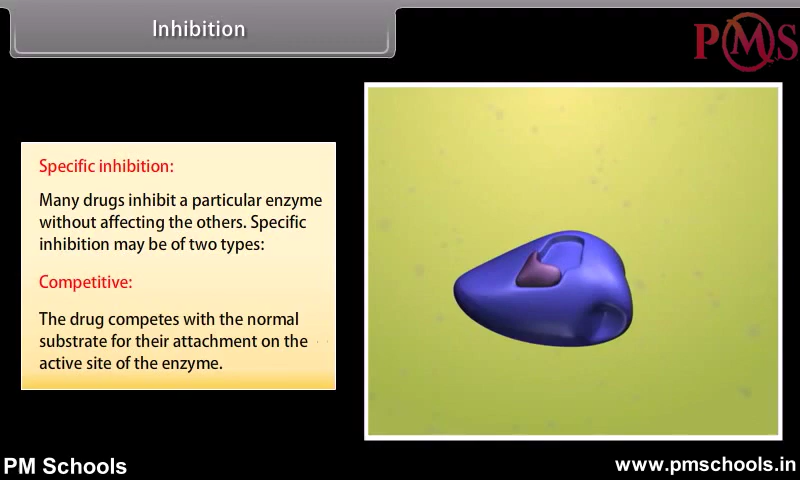 Inhibition
PMS
Specific inhibition:
Many drugs inhibit a particular enzyme
without affecting the others. Specific
inhibition may be of two types:
Competitive:
The drug competes with the normal
substrate for their attachment on the
active site of the enzyme.
PM Schools
www.pmschools.in